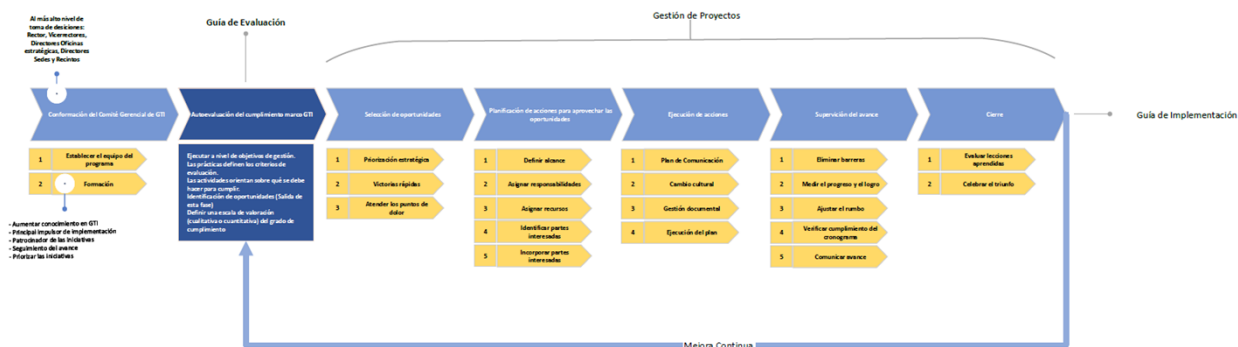 Al más alto nivel de
toma de desiciones:
Rector, Vicerrectores,
Directores Oficinas
estratégicas, Directores
Sedes y Recintos
Guía de Evaluación
Gestión de Proyectos
Conformación del Comité Gerencial de GTI
Autoevaluación del cumplimiento marco GTI
Selección de oportunidades
Planificación de acciones para aprovechar las
oportunidades
Ejecución de acciones
Supervisión del avance
Cierre
Guía de Implementación
1 Establecer el equipo del
programa
2 Formación
- Aumentar conocimiento en GTI
- Principal impulsor de implementación
- Patrocinador de las iniciativas
- Seguimiento del avance
- Priorizar las iniciativas
Ejecutar a nivel de objetivos de gestión.
Las prácticas definen los criterios de
evaluación.
Las actividades orientan sobre qué se debe
hacer para cumplir.
Identificación de oportunidades (Salida de
esta fase)
Definir una escala de valoración
(cualitativa o cuantitativa) del grado de
cumplimiento
1 Priorización estratégica
2 Victorias rápidas
3 Atender los puntos de
dolor
1 Definir alcance
2 Asignar responsabilidades
3 Asignar recursos
4 Identificar partes
interesadas
5 Incorporar partes
interesadas
1 Plan de Comunicación
2 Cambio cultural
3 Gestión documental
4 Ejecución del plan
1 Eliminar barreras
2 Medir el progreso y el logro
3 Ajustar el rumbo
4 Verificar cumplimiento del
cronograma
5 Comunicar avance
1 Evaluar lecciones
aprendidas
2 Celebrar el triunfo
Mejora Continua